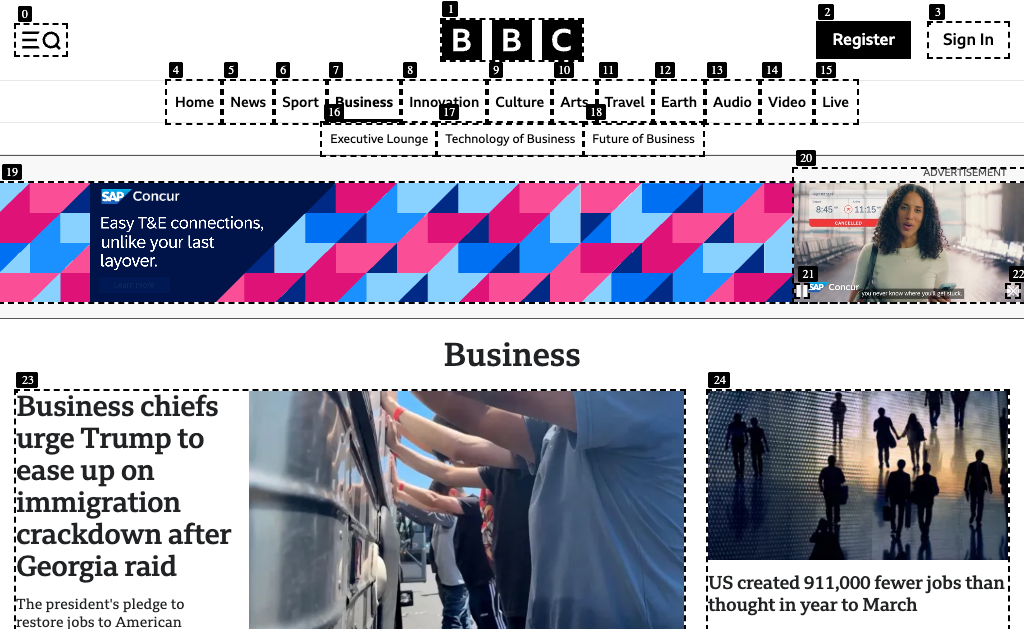 0
1
2
3
BBC
Register
Sign In
4
5
6
7
8
9
10
11
12
13
14
15
Home
News
Sport
Business
Innovation
Culture
Arts
Travel
Earth
Audio
Video
Live
16
17
18
Executive Lounge
Technology of Business
Future of Business
19
20
ADVERTISEMENT
SAP Concur
Easy T&E connections,
unlike your last
layover.
Learn more
8:45
11:15
CANCELLED
21
22
SAP Concur
you never know where you'll get stuck.
Business
23
24
Business chiefs
urge Trump to
ease up on
immigration
crackdown after
Georgia raid
The president's pledge to
restore jobs to American
US created 911,000 fewer jobs than
thought in year to March